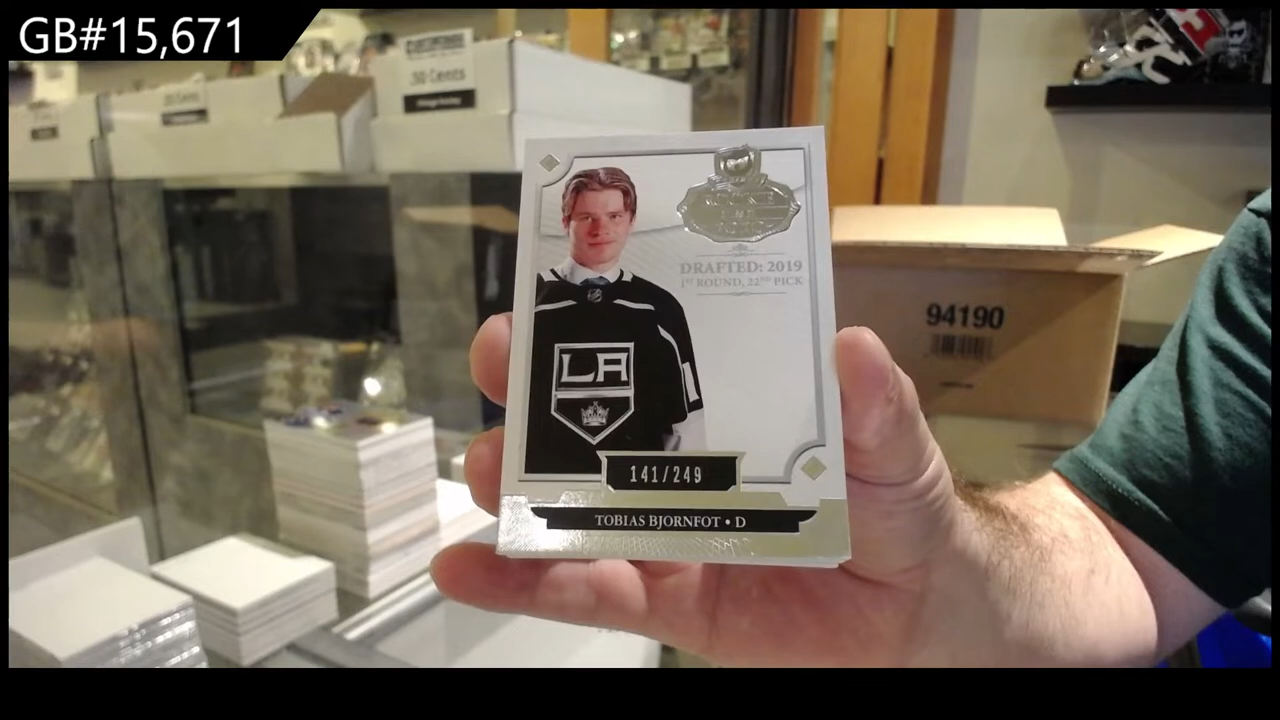 GB#15,671
50 Cents
DRAFTED: 2019
1ST ROUND, 22ND PICK
LA
141/249
TOBIAS BJORNFOT • D
94190